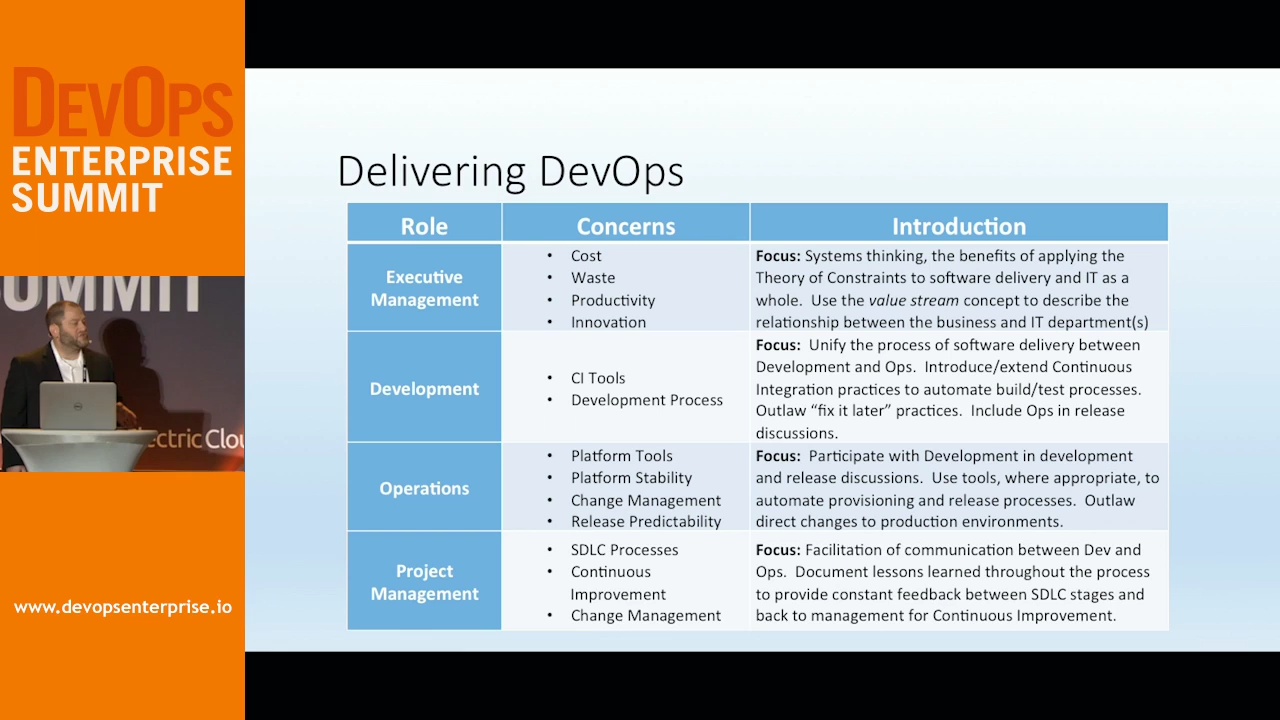 DEVOPS
ENTERPRISE
SUMMIT
SUMMIT
ectric Clou
www.devopsenterprise.io
Delivering DevOps
Role
Concerns
Introduction
Executive
Management
• Cost
• Waste
• Productivity
• Innovation
Focus: Systems thinking, the benefits of applying the
Theory of Constraints to software delivery and IT as a
whole. Use the value stream concept to describe the
relationship between the business and IT department(s)
Development
• CI Tools
• Development Process
Focus: Unify the process of software delivery between
Development and Ops. Introduce/extend Continuous
Integration practices to automate build/test processes.
Outlaw “fix it later” practices. Include Ops in release
discussions.
Operations
• Platform Tools
• Platform Stability
• Change Management
• Release Predictability
Focus: Participate with Development in development
and release discussions. Use tools, where appropriate, to
automate provisioning and release processes. Outlaw
direct changes to production environments.
Project
Management
• SDLC Processes
• Continuous
Improvement
• Change Management
Focus: Facilitation of communication between Dev and
Ops. Document lessons learned throughout the process
to provide constant feedback between SDLC stages and
back to management for Continuous Improvement.